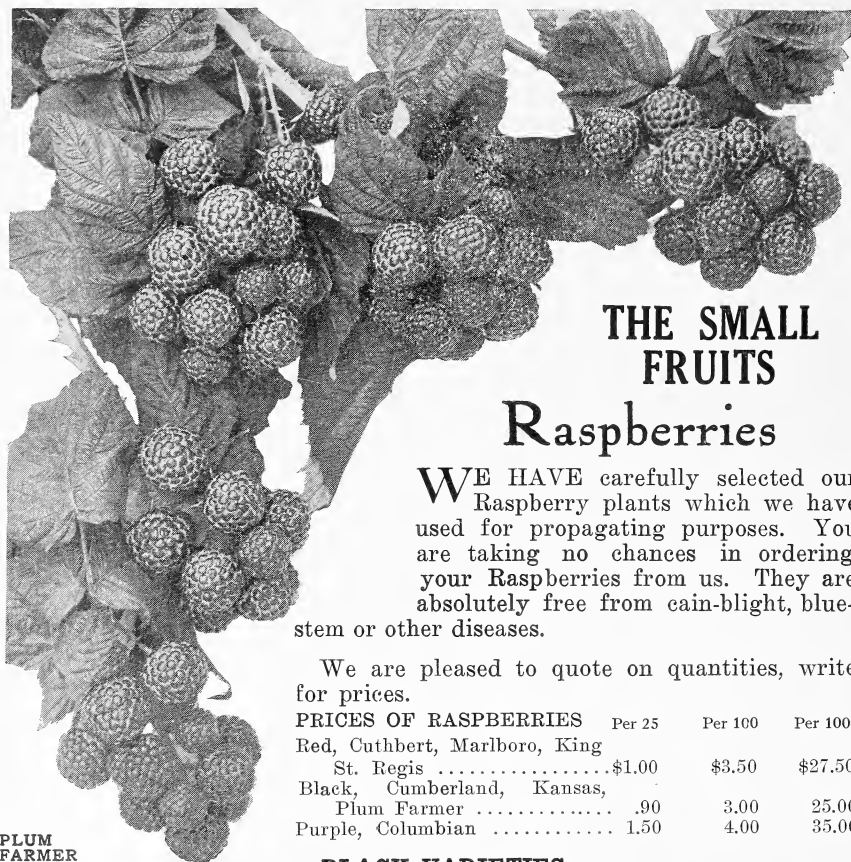 THE SMALL
FRUITS
Raspberries
WE HAVE carefully selected our
Raspberry plants which we have
used for propagating purposes. You
are taking no chances in ordering
your Raspberries from us. They are
absolutely free from cain-blight, blue-
stem or other diseases.
We are pleased to quote on quantities, write
for prices.
PRICES OF RASPBERRIES Per 25 Per 100 Per 100
Red, Cuthbert, Marlboro, King
St. Regis ................$1.00 $3.50 $27.50
Black, Cumberland, Kansas,
Plum Farmer ............. .90 3.00 25.00
Purple, Columbian ............ 1.50 4.00 35.00
PLUM
FARMER
BLACK VARIETIES